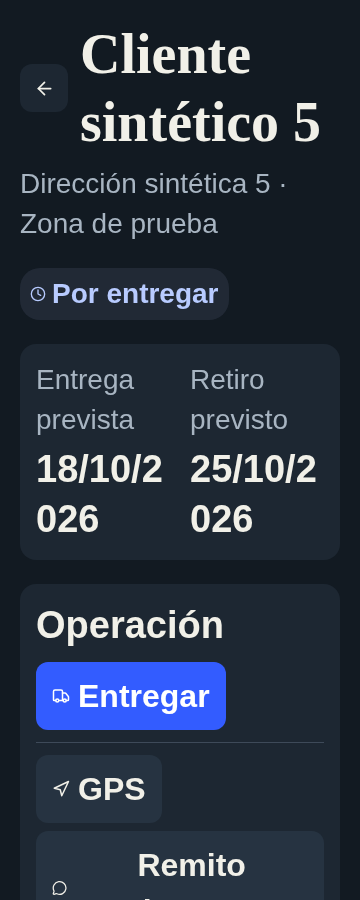 Cliente
sintético 5
Dirección sintética 5 ·
Zona de prueba
Por entregar
Entrega
prevista
18/10/2
026
Retiro
previsto
25/10/2
026
Operación
Entregar
GPS
Remito